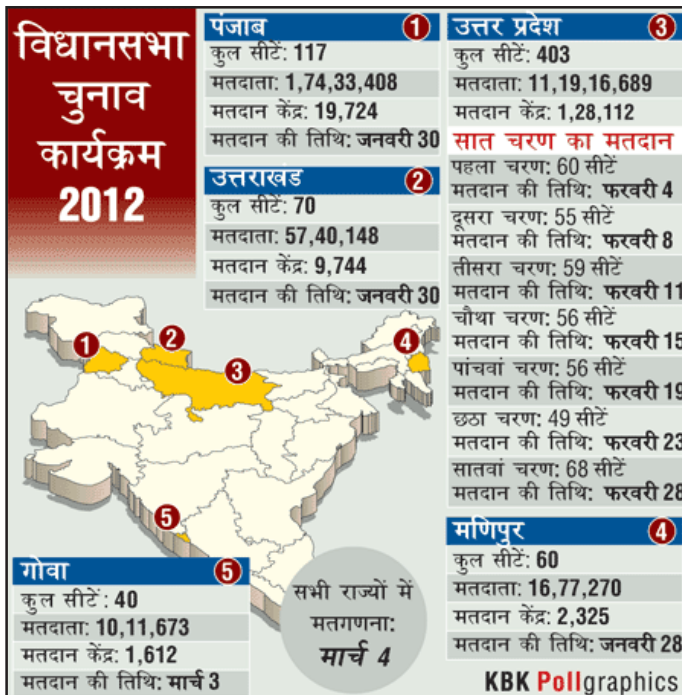 विधानसभा
चुनाव
कार्यक्रम
2012
पंजाब 1
कुल सीटें: 117
मतदाता: 1,74,33,408
मतदान केंद्र: 19,724
मतदान की तिथि: जनवरी 30
उत्तराखंड 2
कुल सीटें: 70
मतदाता: 57,40,148
मतदान केंद्र: 9,744
मतदान की तिथि: जनवरी 30
उत्तर प्रदेश 3
कुल सीटें: 403
मतदाता: 11,19,16,689
मतदान केंद्र: 1,28,112
सात चरण का मतदान
पहला चरण: 60 सीटें
मतदान की तिथि: फरवरी 4
दूसरा चरण: 55 सीटें
मतदान की तिथि: फरवरी 8
तीसरा चरण: 59 सीटें
मतदान की तिथि: फरवरी 11
चौथा चरण: 56 सीटें
मतदान की तिथि: फरवरी 15
पांचवां चरण: 56 सीटें
मतदान की तिथि: फरवरी 19
छठा चरण: 49 सीटें
मतदान की तिथि: फरवरी 23
सातवां चरण: 68 सीटें
मतदान की तिथि: फरवरी 28
1
2
3
4
5
मणिपुर 4
कुल सीटें: 60
मतदाता: 16,77,270
मतदान केंद्र: 2,325
मतदान की तिथि: जनवरी 28
गोवा 5
कुल सीटें: 40
मतदाता: 10,11,673
मतदान केंद्र: 1,612
मतदान की तिथि: मार्च 3
सभी राज्यों में
मतगणना:
मार्च 4
KBK Pollgraphics